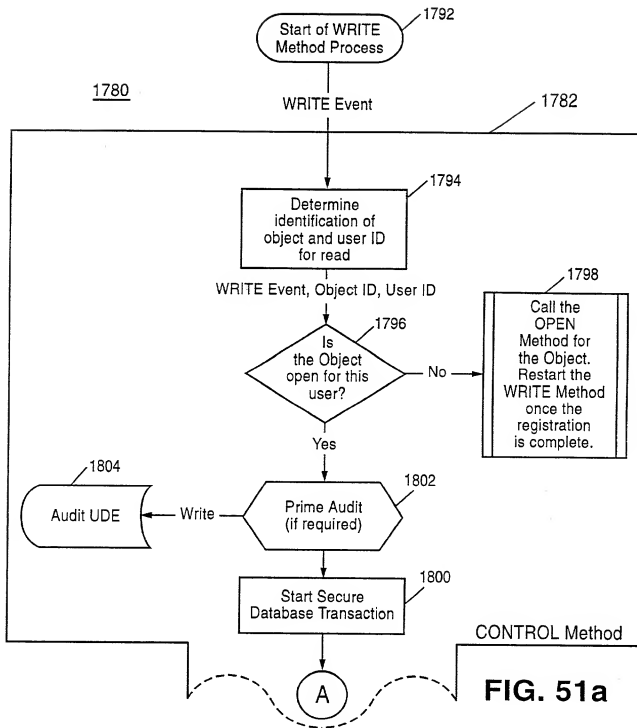 1792
Start of WRITE
Method Process
1780
WRITE Event
1782
1794
Determine
identification of
object and user ID
for read
WRITE Event, Object ID, User ID
1796
Is
the Object
open for this
user?
No
1798
Call the
OPEN
Method for
the Object.
Restart the
WRITE Method
once the
registration
is complete.
Yes
1804
Audit UDE
Write
1802
Prime Audit
(if required)
1800
Start Secure
Database Transaction
CONTROL Method
A
FIG. 51a